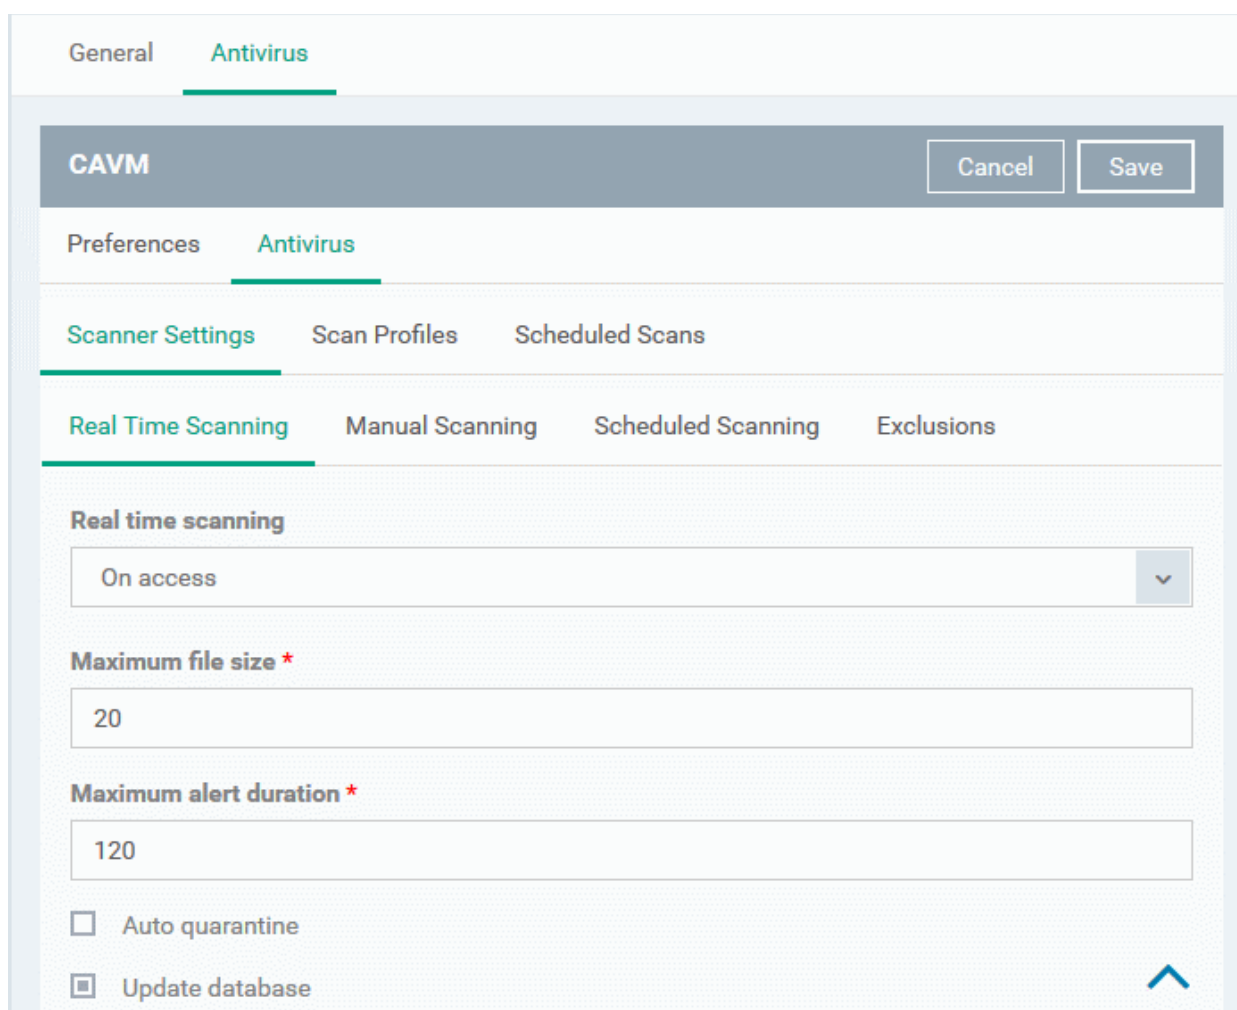 General Antivirus
CAVM Cancel Save
Preferences Antivirus
Scanner Settings Scan Profiles Scheduled Scans
Real Time Scanning Manual Scanning Scheduled Scanning Exclusions
Real time scanning
On access
Maximum file size *
20
Maximum alert duration *
120
Auto quarantine
Update database